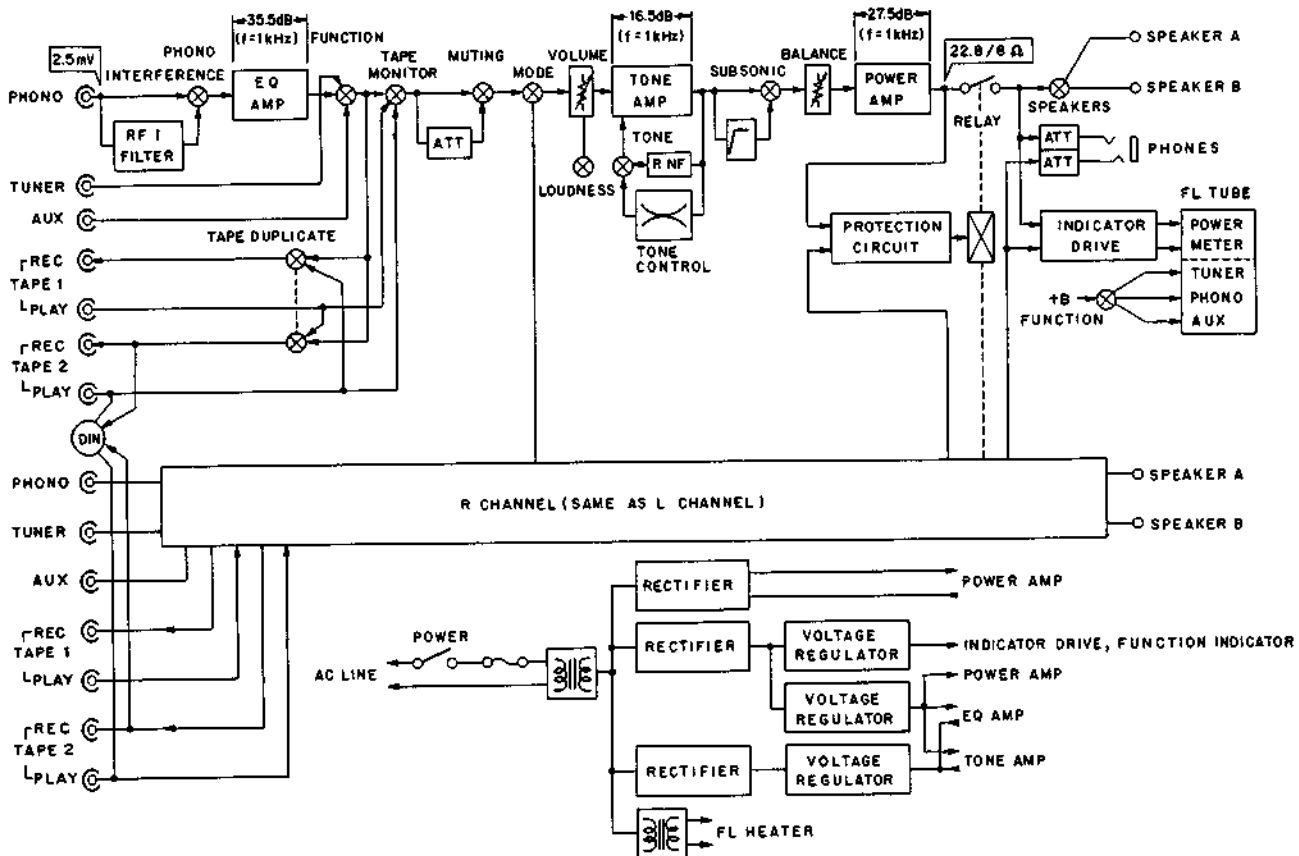 35.5dB
(f=1kHz)
16.5dB
(f=1kHz)
27.5dB
(f=1kHz)
2.5mV
PHONO
INTERFERENCE
FUNCTION
TAPE
MONITOR
MUTING
MODE
VOLUME
SUBSONIC
BALANCE
22.8/8 Ω
SPEAKER A
SPEAKER B
SPEAKERS
PHONO
EQ
AMP
TONE
AMP
POWER
AMP
RELAY
RF I
FILTER
ATT
LOUDNESS
TONE
R NF
TONE
CONTROL
ATT
ATT
PHONES
TUNER
AUX
TAPE DUPLICATE
REC
TAPE 1
PLAY
REC
TAPE 2
PLAY
DIN
PROTECTION
CIRCUIT
INDICATOR
DRIVE
FL TUBE
POWER
METER
TUNER
PHONO
AUX
+B
FUNCTION
PHONO
TUNER
R CHANNEL (SAME AS L CHANNEL)
SPEAKER A
SPEAKER B
AUX
REC
TAPE 1
PLAY
REC
TAPE 2
PLAY
POWER
AC LINE
RECTIFIER
POWER AMP
RECTIFIER
VOLTAGE
REGULATOR
INDICATOR DRIVE, FUNCTION INDICATOR
VOLTAGE
REGULATOR
POWER AMP
EQ AMP
RECTIFIER
VOLTAGE
REGULATOR
TONE AMP
FL HEATER